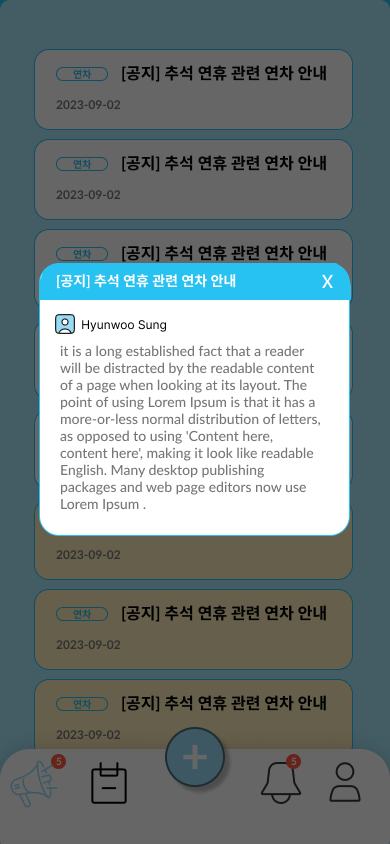 연차 [공지] 추석 연휴 관련 연차 안내
2023-09-02
연차 [공지] 추석 연휴 관련 연차 안내
2023-09-02
연차 [공지] 추석 연휴 관련 연차 안내
[공지] 추석 연휴 관련 연차 안내 X
Hyunwoo Sung
it is a long established fact that a reader
will be distracted by the readable content
of a page when looking at its layout. The
point of using Lorem Ipsum is that it has a
more-or-less normal distribution of letters,
as opposed to using 'Content here,
content here', making it look like readable
English. Many desktop publishing
packages and web page editors now use
Lorem Ipsum .
2023-09-02
연차 [공지] 추석 연휴 관련 연차 안내
2023-09-02
연차 [공지] 추석 연휴 관련 연차 안내
2023-09-02
5
5